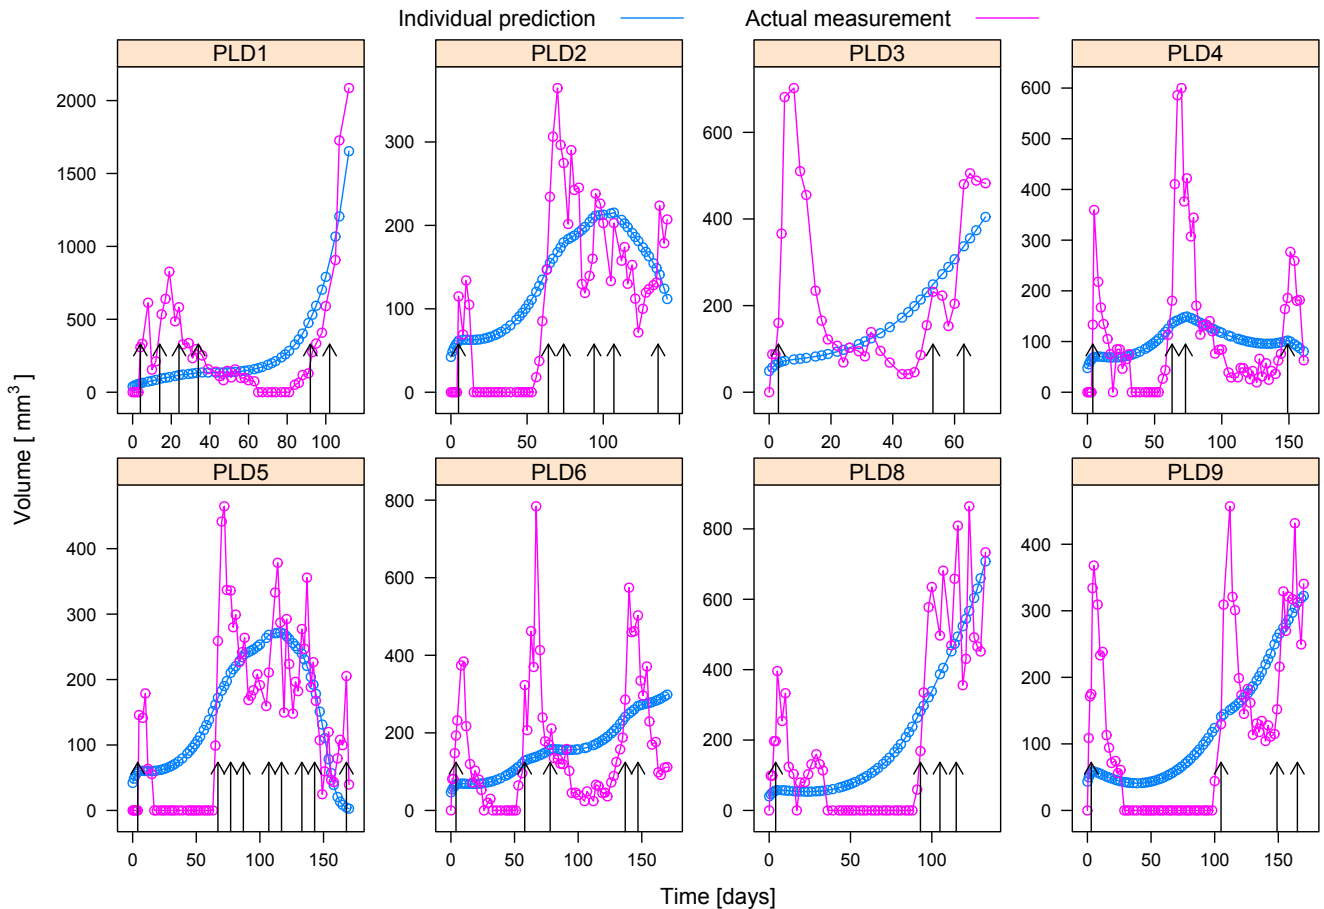 Individual prediction Actual measurement
PLD1 PLD2 PLD3 PLD4
0 500 1000 1500 2000
0 20 40 60 80 100
0 100 200 300
0 50 100
0 200 400 600
0 20 40 60
0 100 200 300 400 500 600
0 50 100 150
PLD5 PLD6 PLD8 PLD9
0 100 200 300 400
0 50 100 150
0 200 400 600 800
0 50 100 150
0 200 400 600 800
0 50 100
0 100 200 300 400
0 50 100 150
Volume [ mm³ ]
Time [days]